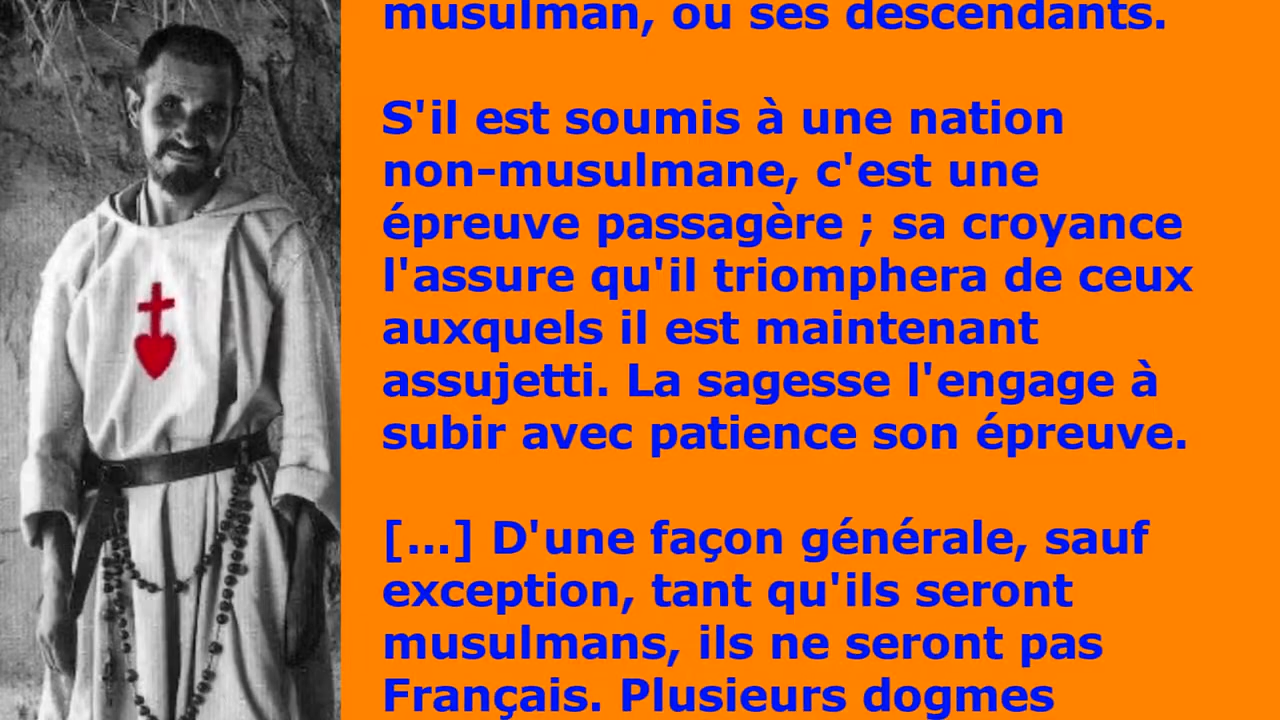 musulman, ou ses descendants.
S'il est soumis à une nation
non-musulmane, c'est une
épreuve passagère ; sa croyance
l'assure qu'il triomphera de ceux
auxquels il est maintenant
assujetti. La sagesse l'engage à
subir avec patience son épreuve.
[...] D'une façon générale, sauf
exception, tant qu'ils seront
musulmans, ils ne seront pas
Français. Plusieurs dogmes